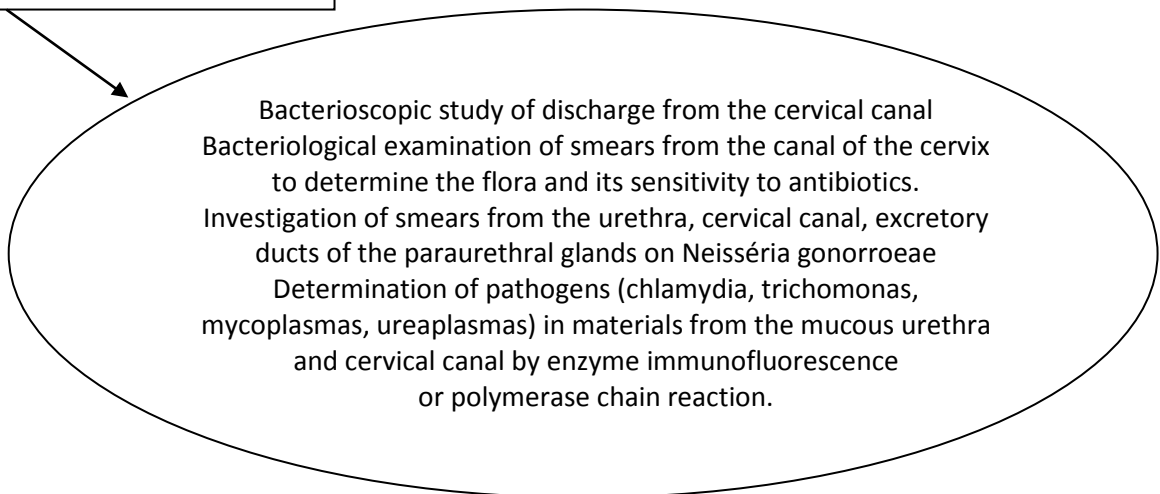 Bacterioscopic study of discharge from the cervical canal
Bacteriological examination of smears from the canal of the cervix
to determine the flora and its sensitivity to antibiotics.
Investigation of smears from the urethra, cervical canal, excretory
ducts of the paraurethral glands on Neisséria gonorroeae
Determination of pathogens (chlamydia, trichomonas,
mycoplasmas, ureaplasmas) in materials from the mucous urethra
and cervical canal by enzyme immunofluorescence
or polymerase chain reaction.